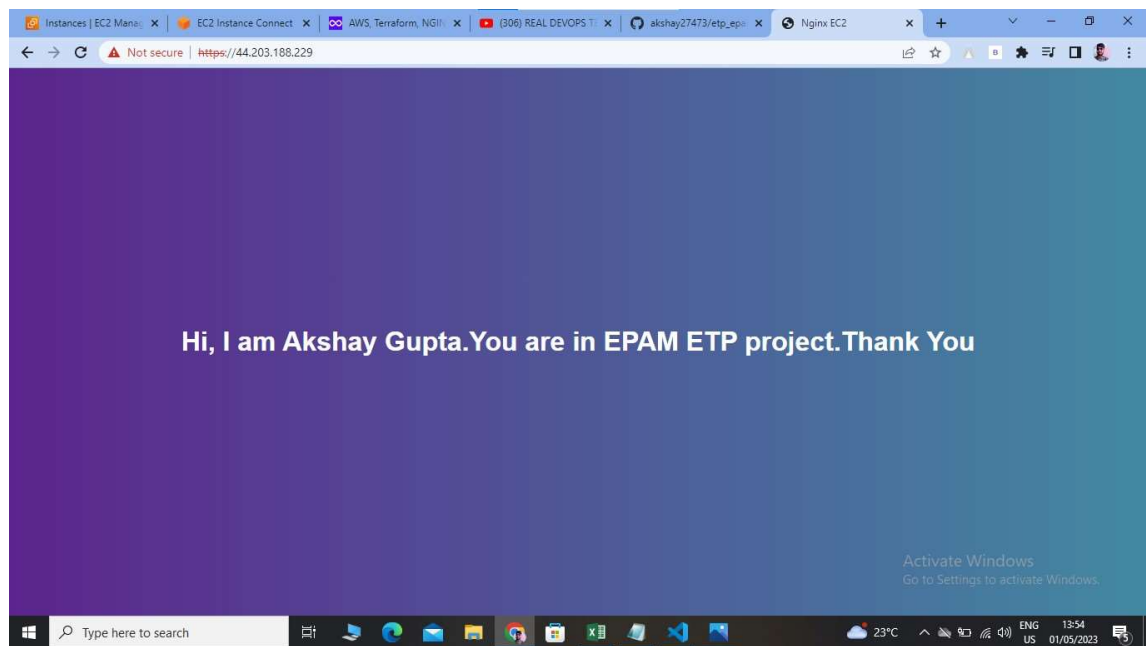 Instances | EC2 Manag
EC2 Instance Connect
AWS, Terraform, NGIN
(306) REAL DEVOPS T
akshay27473/etp_epa
Nginx EC2
Not secure | https://44.203.188.229
Hi, I am Akshay Gupta.You are in EPAM ETP project.Thank You
Activate Windows
Go to Settings to activate Windows.
Type here to search
23°C
ENG
US
13:54
01/05/2023
5